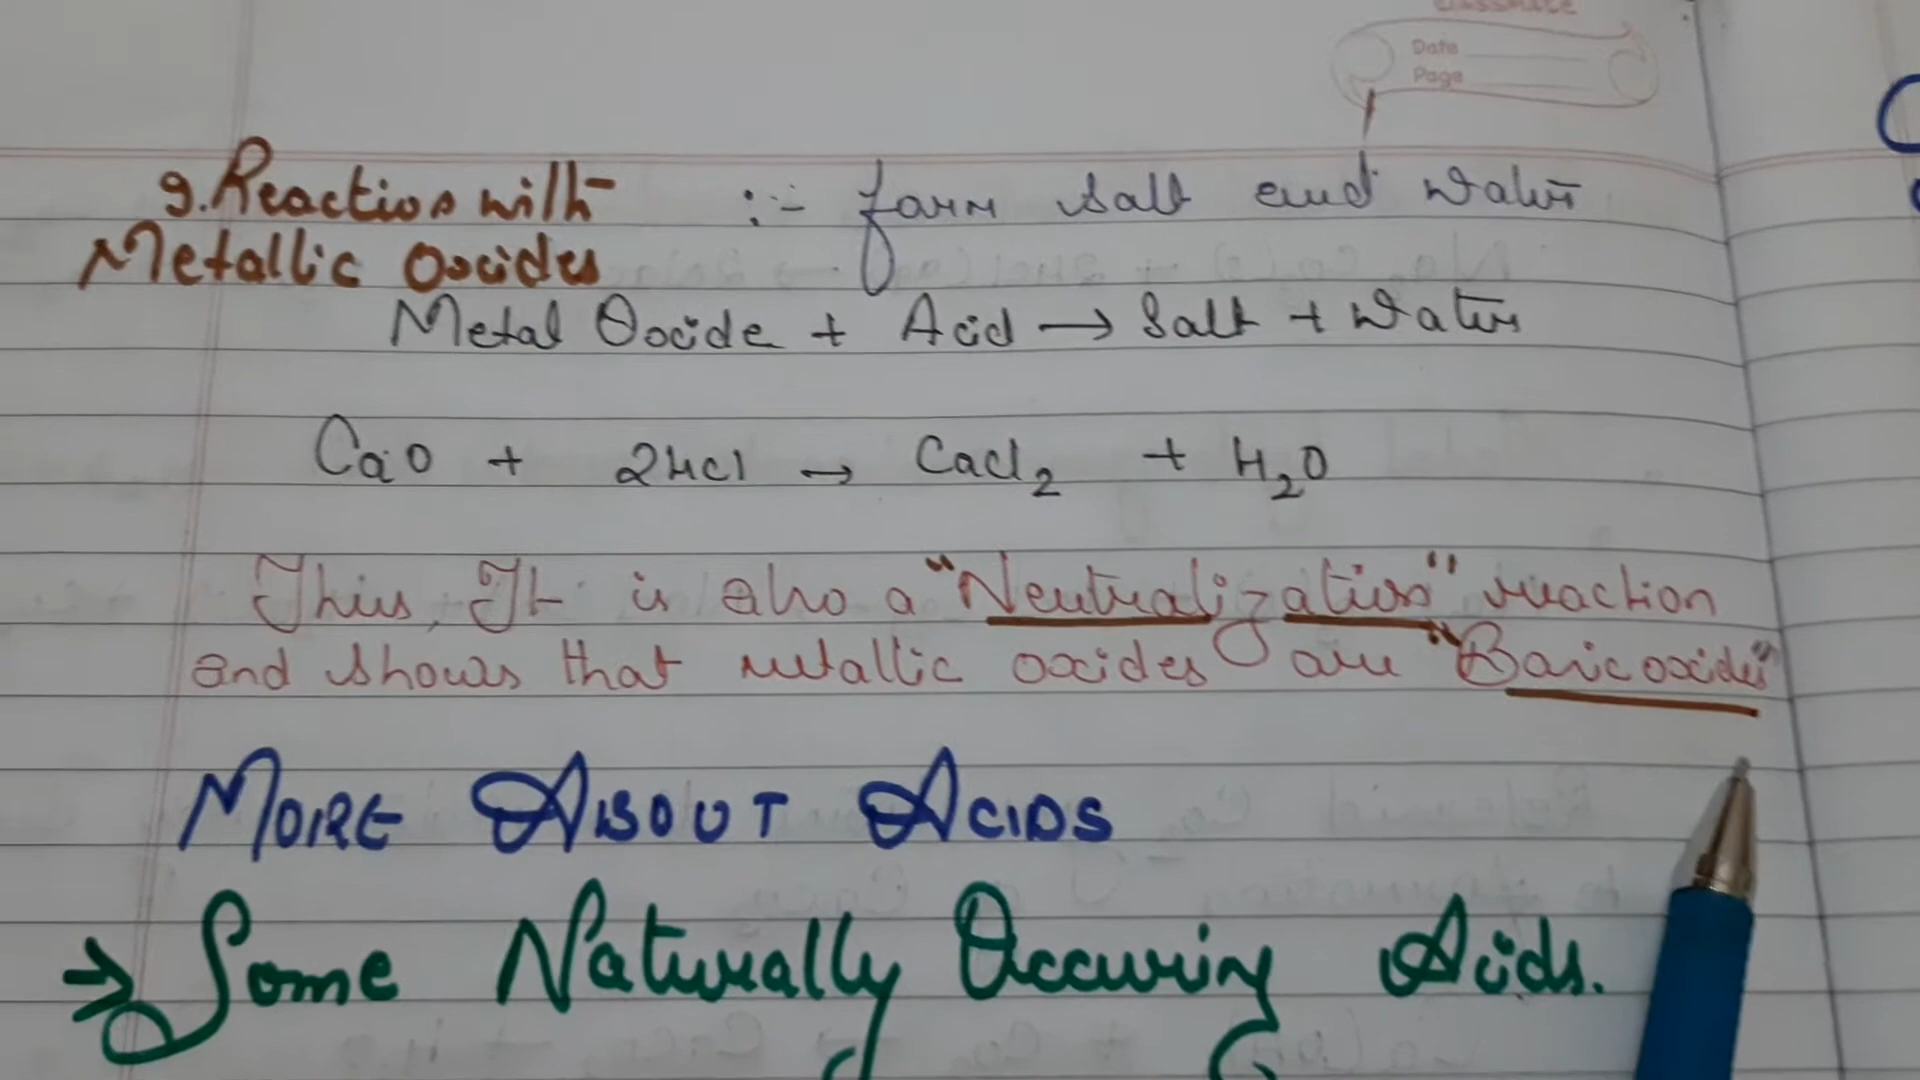 classmate
Date
Page
9. Reaction with :- form salt and water
Metallic Oxides
Metal Oxide + Acid → Salt + Water
CaO + 2HCl → CaCl₂ + H₂O
Thus, It is also a "Neutralization" reaction
and shows that metallic oxides are "Basic oxides"
MORE ABOUT ACIDS
→ Some Naturally Occuring Acids.